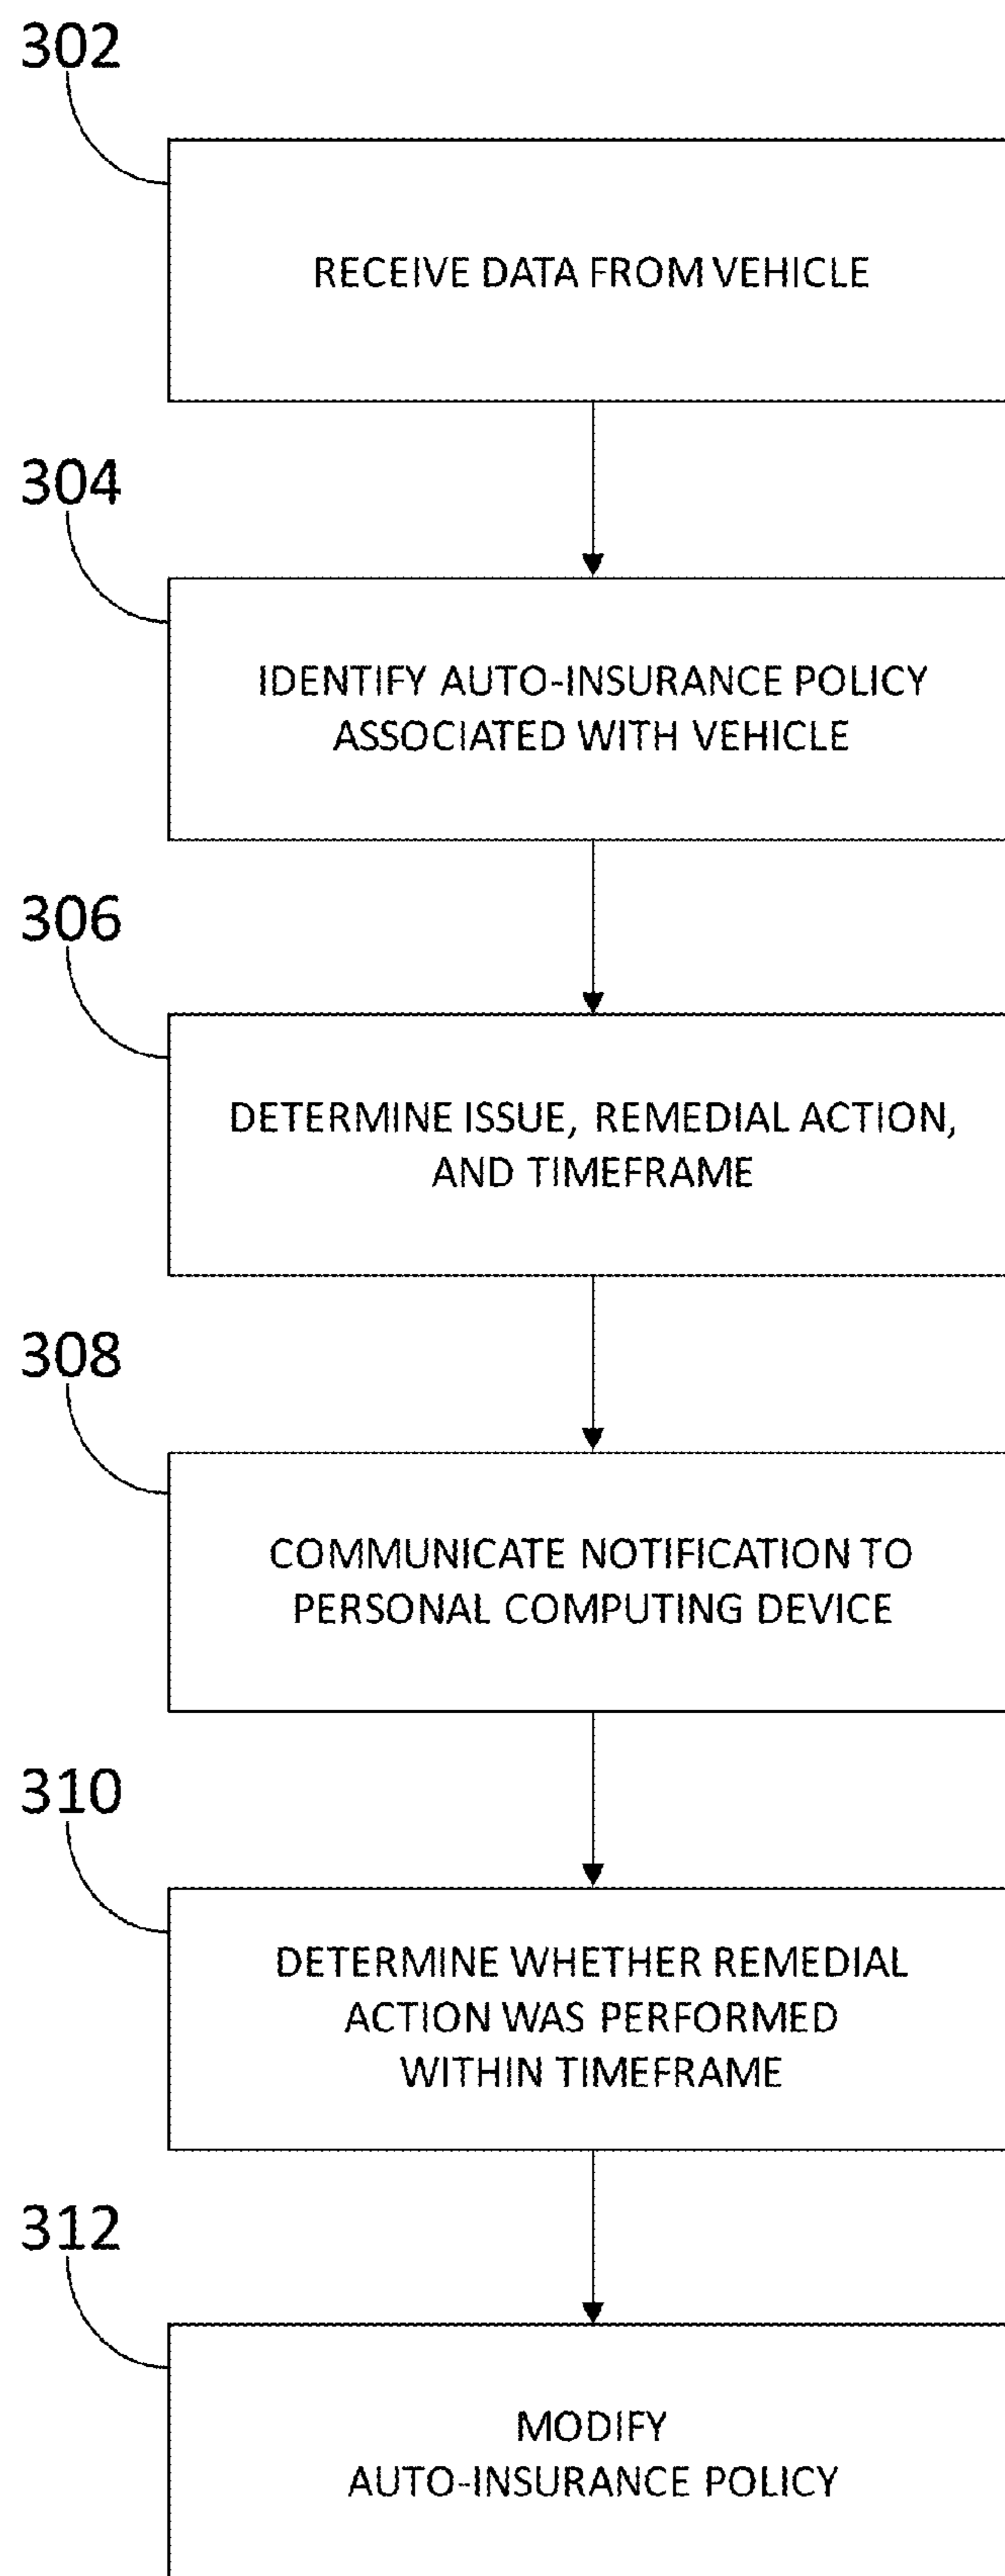 302
RECEIVE DATA FROM VEHICLE
304
IDENTIFY AUTO-INSURANCE POLICY
ASSOCIATED WITH VEHICLE
306
DETERMINE ISSUE, REMEDIAL ACTION,
AND TIMEFRAME
308
COMMUNICATE NOTIFICATION TO
PERSONAL COMPUTING DEVICE
310
DETERMINE WHETHER REMEDIAL
ACTION WAS PERFORMED
WITHIN TIMEFRAME
312
MODIFY
AUTO-INSURANCE POLICY